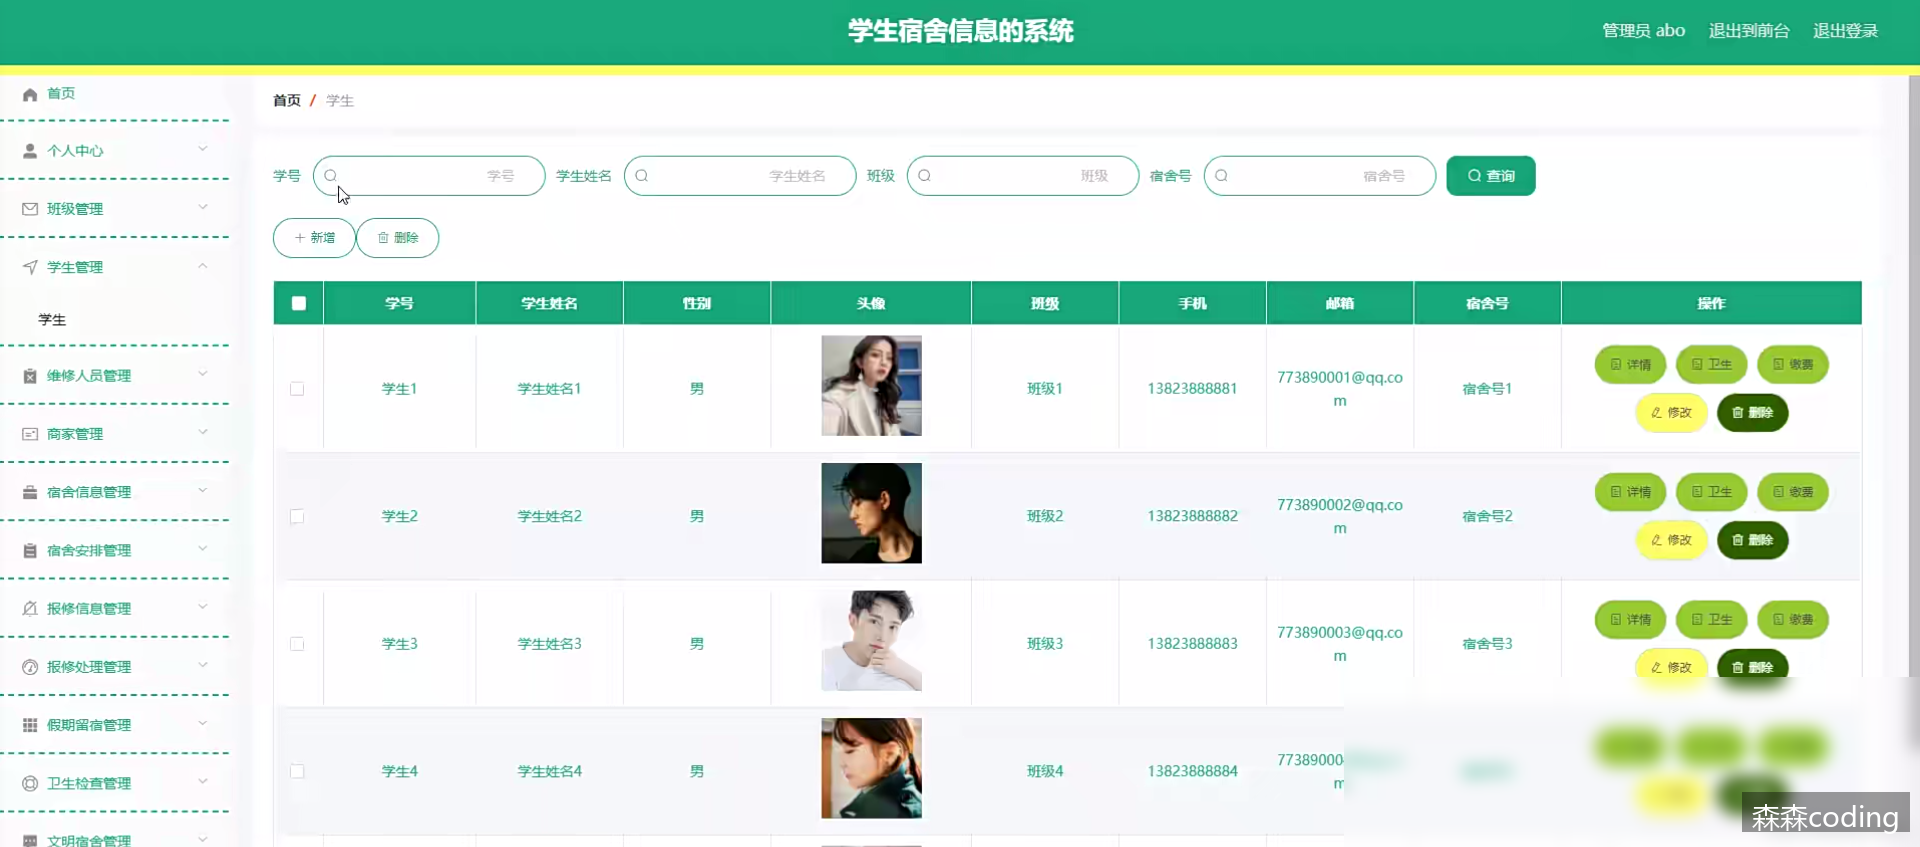 学生宿舍信息的系统
管理员 abo 退出到前台 退出登录
首页
个人中心
班级管理
学生管理
学生
维修人员管理
商家管理
宿舍信息管理
宿舍安排管理
报修信息管理
报修处理管理
假期留宿管理
卫生检查管理
文明宿舍管理
首页 / 学生
学号 学号 学生姓名 学生姓名 班级 班级 宿舍号 宿舍号 查询
新增 删除
学号 学生姓名 性别 头像 班级 手机 邮箱 宿舍号 操作
学生1 学生姓名1 男 班级1 13823888881 773890001@qq.co
m
宿舍号1 详情 卫生 缴费
修改 删除
学生2 学生姓名2 男 班级2 13823888882 773890002@qq.co
m
宿舍号2 详情 卫生 缴费
修改 删除
学生3 学生姓名3 男 班级3 13823888883 773890003@qq.co
m
宿舍号3 详情 卫生 缴费
修改 删除
学生4 学生姓名4 男 班级4 13823888884 77389000
m
森森coding